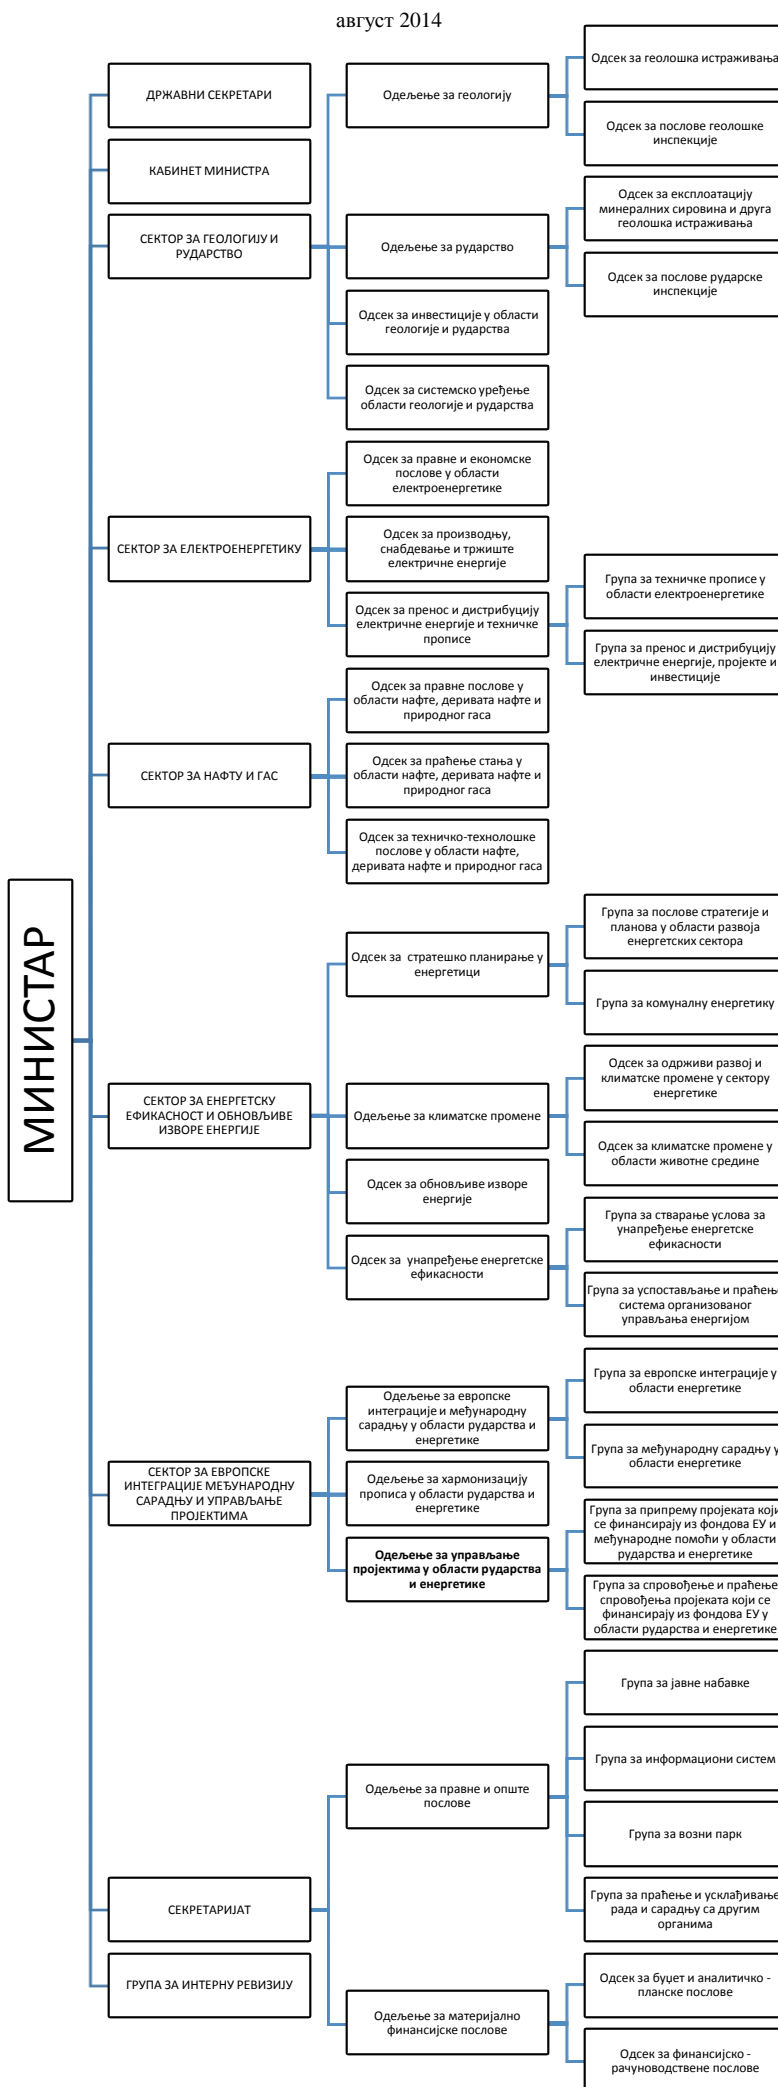 август 2014
МИНИСТАР
ДРЖАВНИ СЕКРЕТАРИ
КАБИНЕТ МИНИСТРА
СЕКТОР ЗА ГЕОЛОГИЈУ И
РУДАРСТВО
Одељење за геологију
Одсек за геолошка истраживања
Одсек за послове геолошке
инспекције
Одељење за рударство
Одсек за експлоатацију
минералних сировина и друга
геолошка истраживања
Одсек за послове рударске
инспекције
Одсек за инвестиције у области
геологије и рударства
Одсек за системско уређење
области геологије и рударства
СЕКТОР ЗА ЕЛЕКТРОЕНЕРГЕТИКУ
Одсек за правне и економске
послове у области
електроенергетике
Одсек за производњу,
снабдевање и тржиште
електричне енергије
Одсек за пренос и дистрибуцију
електричне енергије и техничке
прописе
Група за техничке прописе у
области електроенергетике
Група за пренос и дистрибуцију
електричне енергије, пројекте и
инвестиције
СЕКТОР ЗА НАФТУ И ГАС
Одсек за правне послове у
области нафте, деривата нафте и
природног гаса
Одсек за праћење стања у
области нафте, деривата нафте и
природног гаса
Одсек за техничко-технолошке
послове у области нафте,
деривата нафте и природног гаса
СЕКТОР ЗА ЕНЕРГЕТСКУ
ЕФИКАСНОСТ И ОБНОВЉИВЕ
ИЗВОРЕ ЕНЕРГИЈЕ
Одсек за стратешко планирање у
енергетици
Група за послове стратегије и
планова у области развоја
енергетских сектора
Група за комуналну енергетику
Одељење за климатске промене
Одсек за одрживи развој и
климатске промене у сектору
енергетике
Одсек за климатске промене у
области животне средине
Одсек за обновљиве изворе
енергије
Одсек за унапређење енергетске
ефикасности
Група за стварање услова за
унапређење енергетске
ефикасности
Група за успостављање и праћење
система организованог
управљања енергијом
СЕКТОР ЗА ЕВРОПСКЕ
ИНТЕГРАЦИЈЕ МЕЂУНАРОДНУ
САРАДЊУ И УПРАВЉАЊЕ
ПРОЈЕКТИМА
Одељење за европске
интеграције и међународну
сарадњу у области рударства и
енергетике
Група за европске интеграције у
области енергетике
Група за међународну сарадњу у
области енергетике
Одељење за хармонизацију
прописа у области рударства и
енергетике
Одељење за управљање
пројектима у области рударства
и енергетике
Група за припрему пројеката који
се финансирају из фондова ЕУ и
међународне помоћи у области
рударства и енергетике
Група за спровођење и праћење
спровођења пројеката који се
финансирају из фондова ЕУ у
области рударства и енергетике
СЕКРЕТАРИЈАТ
Одељење за правне и опште
послове
Група за јавне набавке
Група за информациони систем
Група за возни парк
Група за праћење и усклађивање
рада и сарадњу са другим
органима
Одељење за материјално
финансијске послове
Одсек за буџет и аналитичко -
планске послове
Одсек за финансијско -
рачуноводствене послове
ГРУПА ЗА ИНТЕРНУ РЕВИЗИЈУ